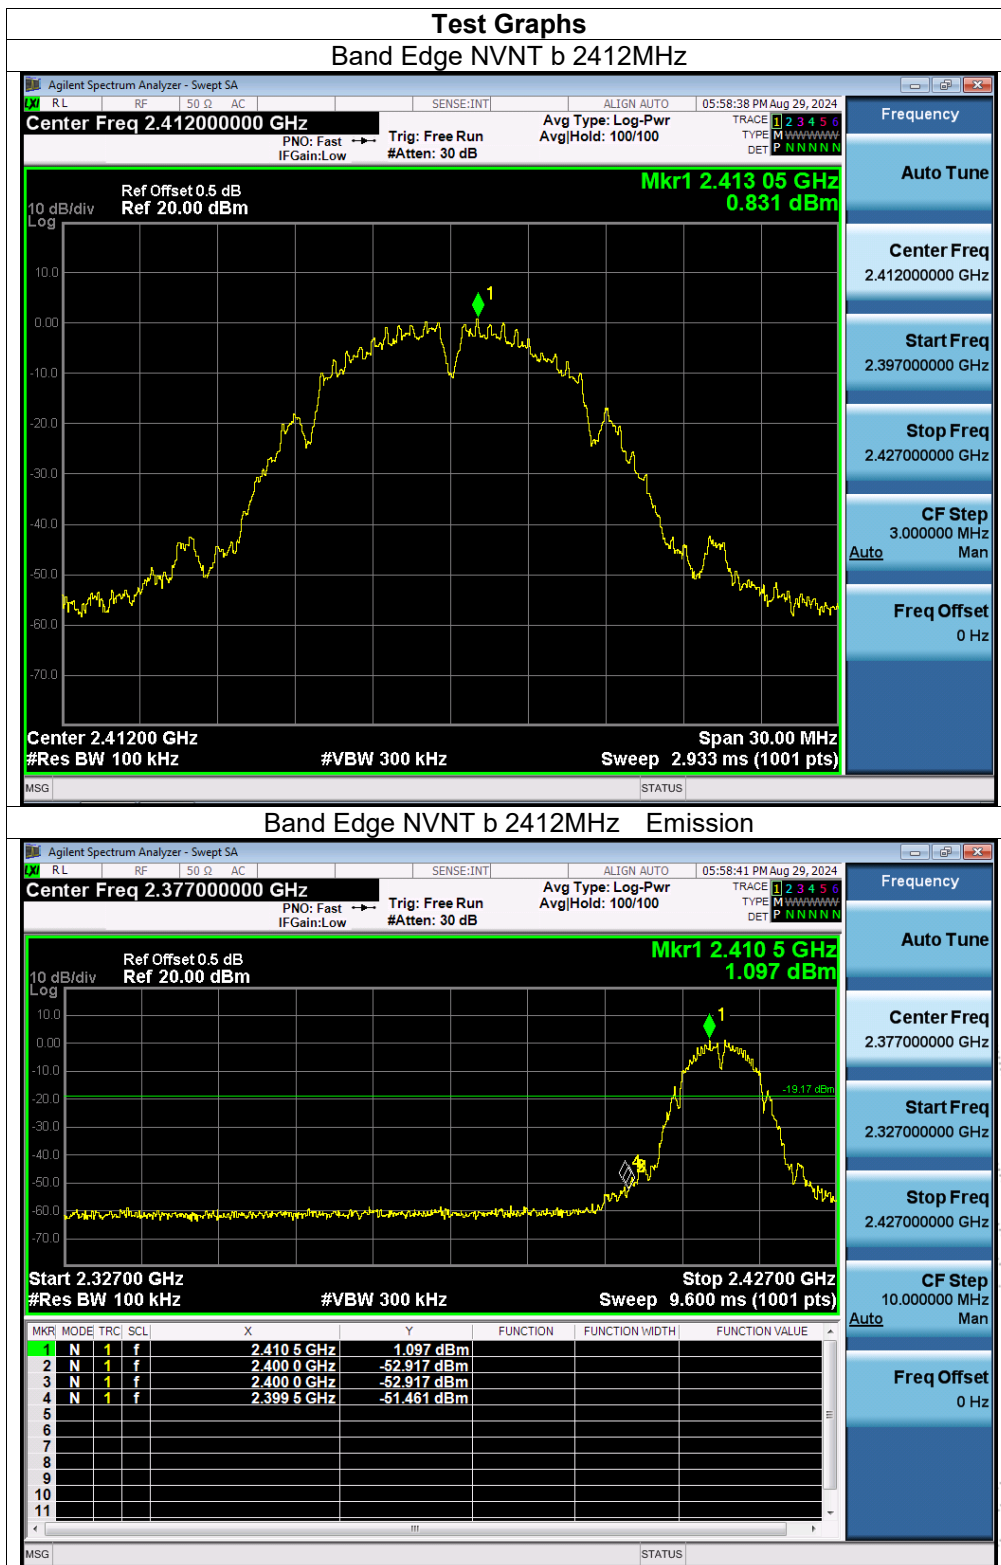 Test Graphs
Band Edge NVNT b 2412MHz
Agilent Spectrum Analyzer - Swept SA
LXI RL RF 50 Ω AC SENSE:INT ALIGN AUTO 05:58:38 PM Aug 29, 2024
Center Freq 2.412000000 GHz
PNO: Fast
IFGain:Low
Trig: Free Run
#Atten: 30 dB
Avg Type: Log-Pwr
Avg|Hold: 100/100
TRACE 1 2 3 4 5 6
TYPE M WWWWW
DET P N N N N N
Mkr1 2.413 05 GHz
0.831 dBm
Ref Offset 0.5 dB
10 dB/div Ref 20.00 dBm
Log
10.0
1
0.00
-10.0
-20.0
-30.0
-40.0
-50.0
-60.0
-70.0
Center 2.41200 GHz Span 30.00 MHz
#Res BW 100 kHz #VBW 300 kHz Sweep 2.933 ms (1001 pts)
MSG STATUS
Frequency
Auto Tune
Center Freq
2.412000000 GHz
Start Freq
2.397000000 GHz
Stop Freq
2.427000000 GHz
CF Step
3.000000 MHz
Auto Man
Freq Offset
0 Hz
Band Edge NVNT b 2412MHz Emission
Agilent Spectrum Analyzer - Swept SA
LXI RL RF 50 Ω AC SENSE:INT ALIGN AUTO 05:58:41 PM Aug 29, 2024
Center Freq 2.377000000 GHz
PNO: Fast
IFGain:Low
Trig: Free Run
#Atten: 30 dB
Avg Type: Log-Pwr
Avg|Hold: 100/100
TRACE 1 2 3 4 5 6
TYPE M WWWWW
DET P N N N N N
Mkr1 2.410 5 GHz
1.097 dBm
Ref Offset 0.5 dB
10 dB/div Ref 20.00 dBm
Log
10.0
1
0.00
-10.0
-19.17 dBm
-20.0
-30.0
-40.0
4
-50.0
-60.0
-70.0
Start 2.32700 GHz Stop 2.42700 GHz
#Res BW 100 kHz #VBW 300 kHz Sweep 9.600 ms (1001 pts)
MKR MODE TRC SCL X Y FUNCTION FUNCTION WIDTH FUNCTION VALUE
1 N 1 f 2.410 5 GHz 1.097 dBm
2 N 1 f 2.400 0 GHz -52.917 dBm
3 N 1 f 2.400 0 GHz -52.917 dBm
4 N 1 f 2.399 5 GHz -51.461 dBm
5
6
7
8
9
10
11
MSG STATUS
Frequency
Auto Tune
Center Freq
2.377000000 GHz
Start Freq
2.327000000 GHz
Stop Freq
2.427000000 GHz
CF Step
10.000000 MHz
Auto Man
Freq Offset
0 Hz